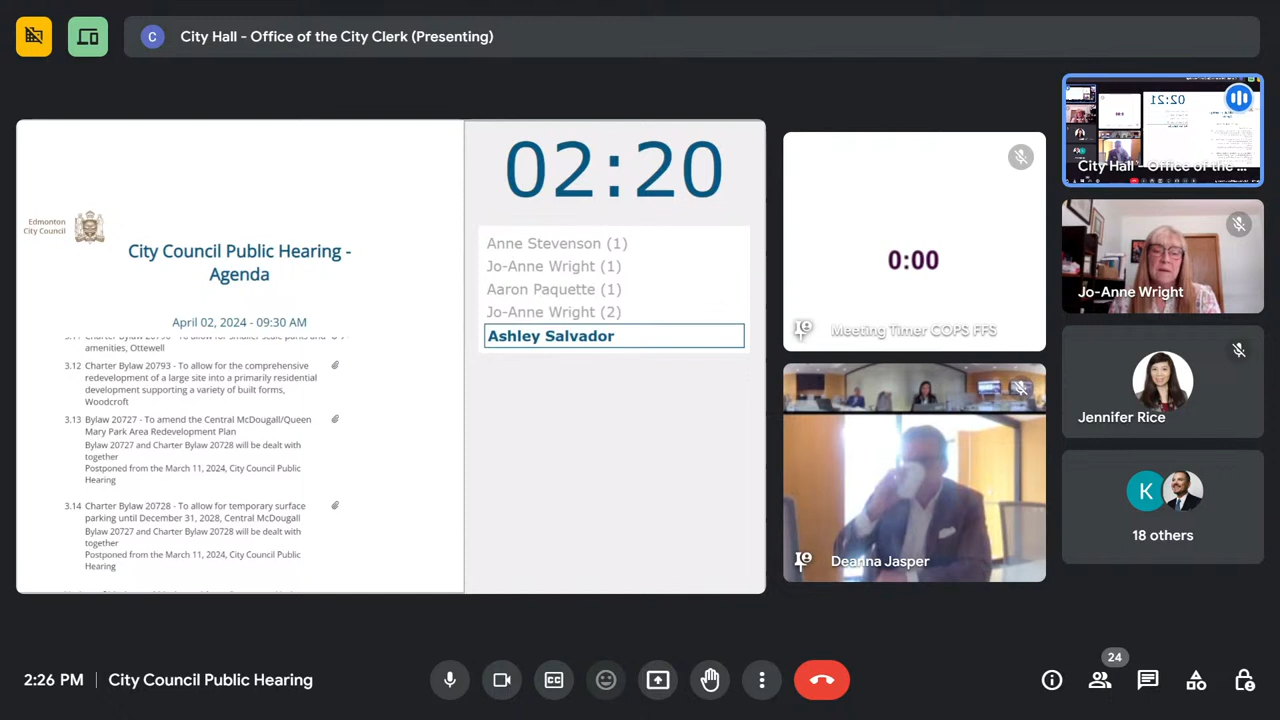 C City Hall - Office of the City Clerk (Presenting)
Edmonton
City Council
City Council Public Hearing -
Agenda
April 02, 2024 - 09:30 AM
amenities, Ottewell
3.12 Charter Bylaw 20793 - To allow for the comprehensive
redevelopment of a large site into a primarily residential
development supporting a variety of built forms,
Woodcroft
3.13 Bylaw 20727 - To amend the Central McDougall/Queen
Mary Park Area Redevelopment Plan
Bylaw 20727 and Charter Bylaw 20728 will be dealt with
together
Postponed from the March 11, 2024, City Council Public
Hearing
3.14 Charter Bylaw 20728 - To allow for temporary surface
parking until December 31, 2028, Central McDougall
Bylaw 20727 and Charter Bylaw 20728 will be dealt with
together
Postponed from the March 11, 2024, City Council Public
Hearing
02:20
Anne Stevenson (1)
Jo-Anne Wright (1)
Aaron Paquette (1)
Jo-Anne Wright (2)
Ashley Salvador
0:00
Meeting Timer COPS FFS
Deanna Jasper
02:21
City Hall - Office of the ...
Jo-Anne Wright
Jennifer Rice
K
18 others
2:26 PM | City Council Public Hearing
CC
24